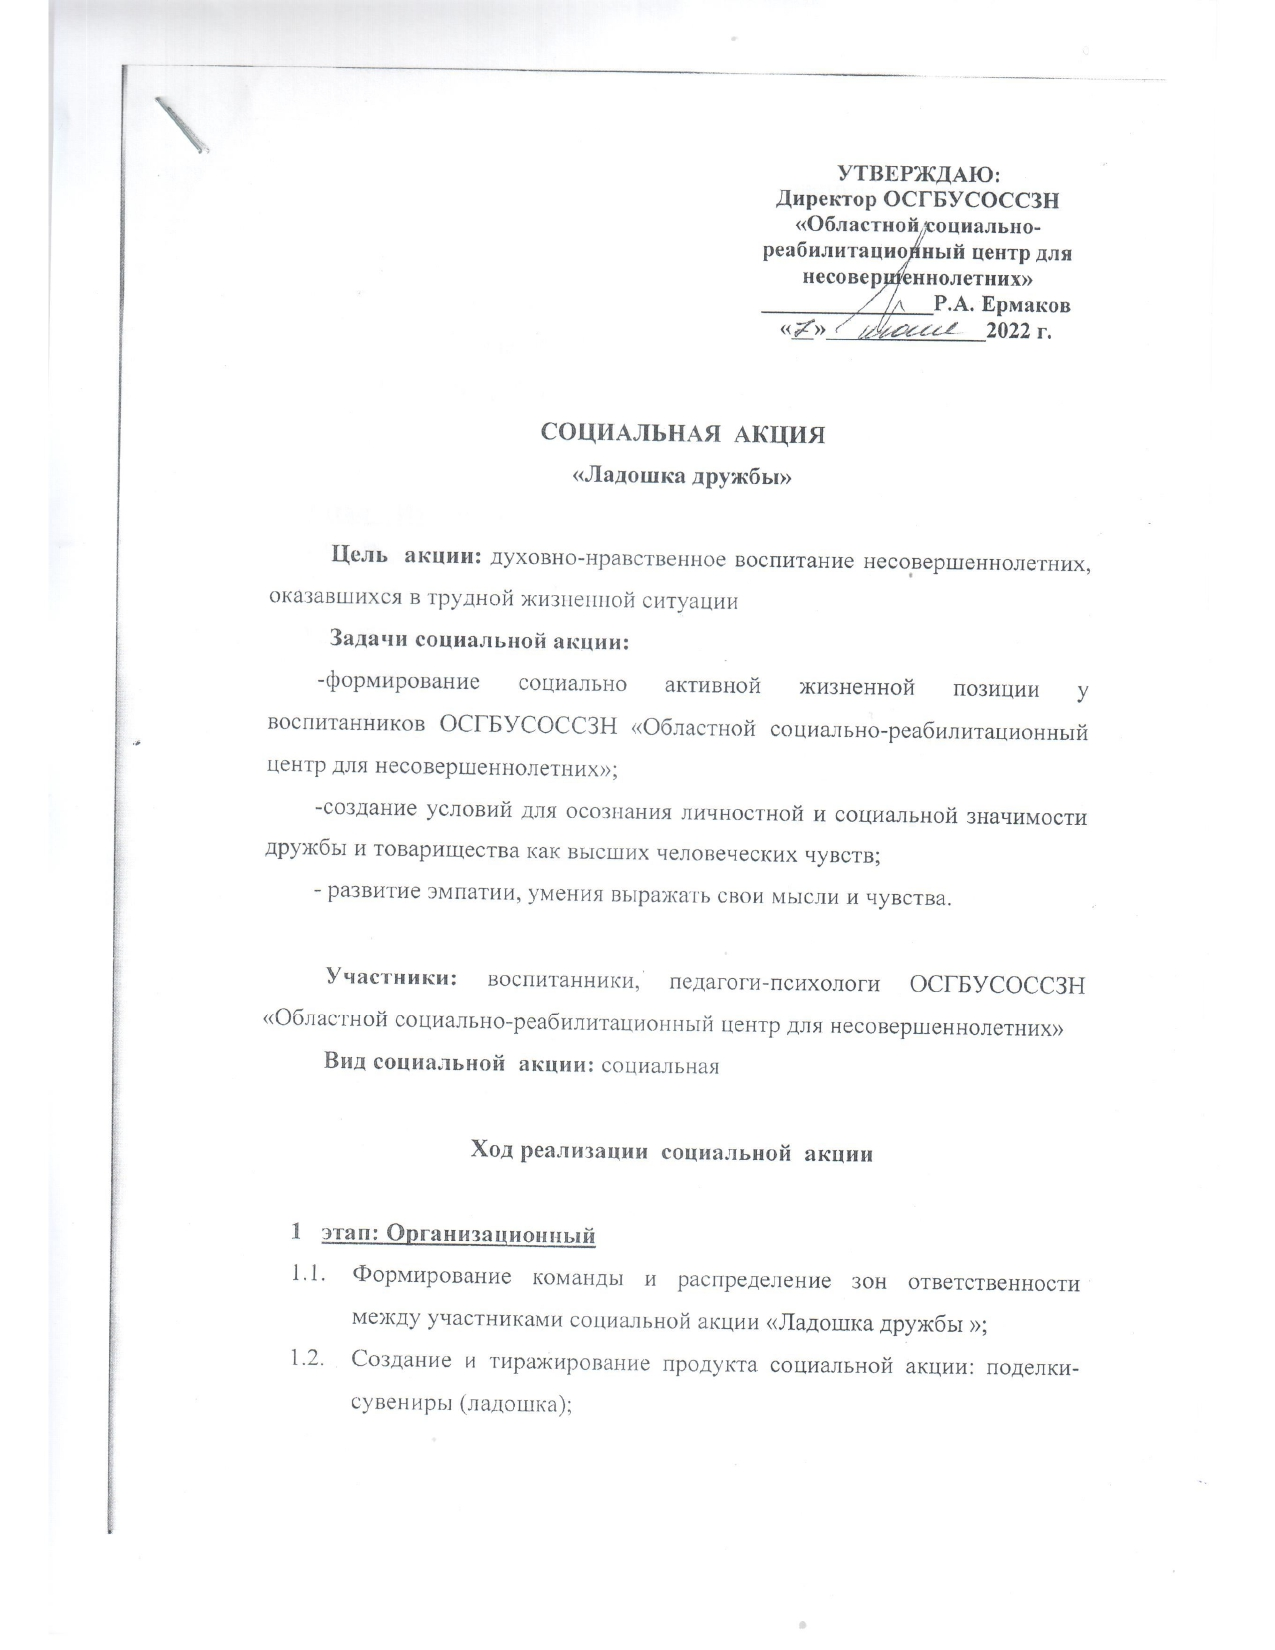 УТВЕРЖДАЮ:
Директор ОСГБУСОССЗН
«Областной социально-
реабилитационный центр для
несовершеннолетних»
______________Р.А. Ермаков
«7»_____________2022 г.
СОЦИАЛЬНАЯ АКЦИЯ
«Ладошка дружбы»
Цель акции: духовно-нравственное воспитание несовершеннолетних,
оказавшихся в трудной жизненной ситуации
Задачи социальной акции:
-формирование социально активной жизненной позиции у
воспитанников ОСГБУСОССЗН «Областной социально-реабилитационный
центр для несовершеннолетних»;
-создание условий для осознания личностной и социальной значимости
дружбы и товарищества как высших человеческих чувств;
- развитие эмпатии, умения выражать свои мысли и чувства.
Участники: воспитанники, педагоги-психологи ОСГБУСОССЗН
«Областной социально-реабилитационный центр для несовершеннолетних»
Вид социальной акции: социальная
Ход реализации социальной акции
1 этап: Организационный
1.1. Формирование команды и распределение зон ответственности
между участниками социальной акции «Ладошка дружбы »;
1.2. Создание и тиражирование продукта социальной акции: поделки-
сувениры (ладошка);